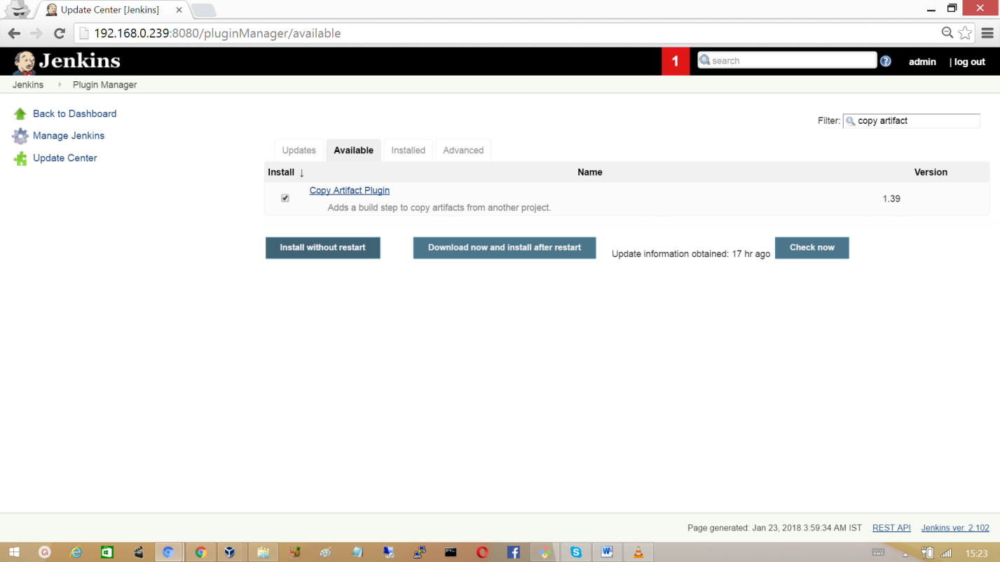 Update Center [Jenkins]
192.168.0.239:8080/pluginManager/available
Jenkins
1
search
admin
| log out
Jenkins
Plugin Manager
Back to Dashboard
Manage Jenkins
Update Center
Filter:
copy artifact
Updates
Available
Installed
Advanced
Install ↓
Name
Version
Copy Artifact Plugin
Adds a build step to copy artifacts from another project.
1.39
Install without restart
Download now and install after restart
Update information obtained: 17 hr ago
Check now
Page generated: Jan 23, 2018 3:59:34 AM IST
REST API
Jenkins ver. 2.102
15:23